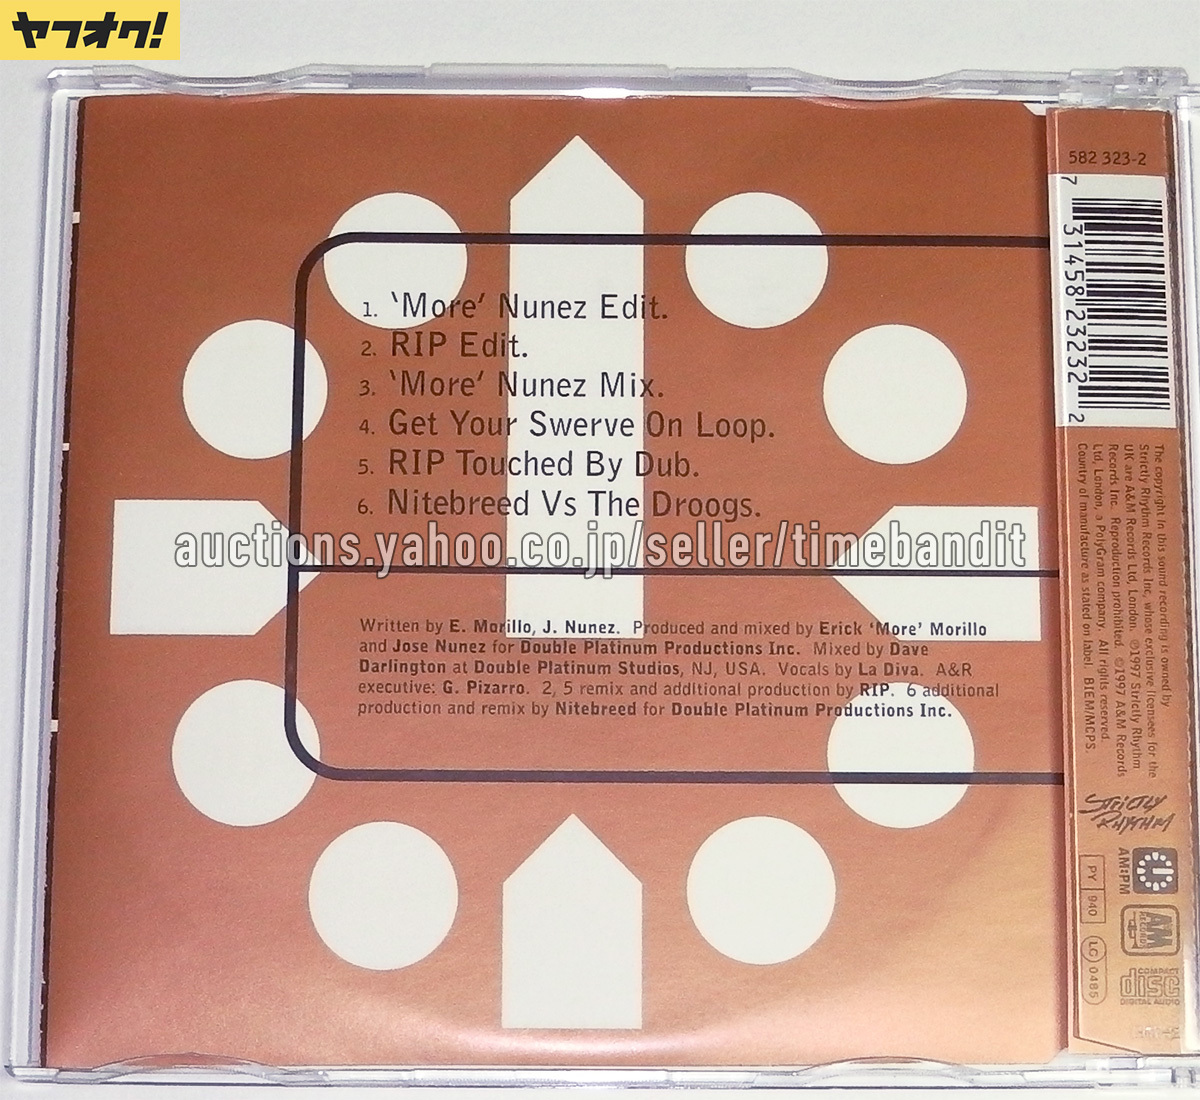 ヤフオク!
1. ‘More’ Nunez Edit.
2. RIP Edit.
3. ‘More’ Nunez Mix.
4. Get Your Swerve On Loop.
5. RIP Touched By Dub.
6. Nitebreed Vs The Droogs.
auctions.yahoo.co.jp/seller/timebandit
Written by E. Morillo, J. Nunez. Produced and mixed by Erick ‘More’ Morillo
and Jose Nunez for Double Platinum Productions Inc. Mixed by Dave
Darlington at Double Platinum Studios, NJ, USA. Vocals by La Diva. A&R
executive: G. Pizarro. 2, 5 remix and additional production by RIP. 6 additional
production and remix by Nitebreed for Double Platinum Productions Inc.
582 323-2
7 31458 23232 2
The copyright in this sound recording is owned by
Strictly Rhythm Records Inc, whose exclusive licensees for the
UK are A&M Records Ltd, London. ℗1997 Strictly Rhythm
Records Inc. Reproduction prohibited. ©1997 A&M Records
Ltd, London, a PolyGram company. All rights reserved.
Country of manufacture as stated on label. BIEM/MCPS.
STRICTLY
RHYTHM
AM:PM
AM
RECORDS
PY 940
LC 0485
COMPACT
disc
DIGITAL AUDIO